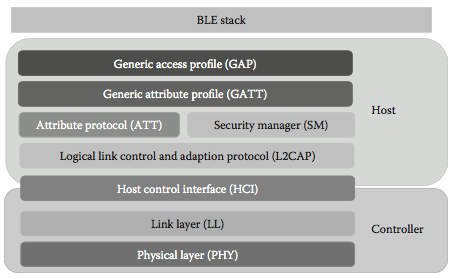 BLE stack
Generic access profile (GAP)
Generic attribute profile (GATT)
Host
Attribute protocol (ATT)
Security manager (SM)
Logical link control and adaption protocol (L2CAP)
Host control interface (HCI)
Link layer (LL)
Controller
Physical layer (PHY)